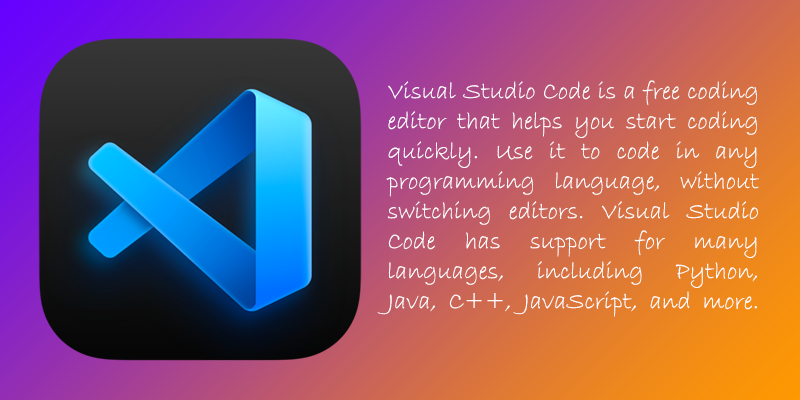 Visual Studio Code is a free coding
editor that helps you start coding
quickly. Use it to code in any
programming language, without
switching editors. Visual Studio
Code has support for many
languages, including Python,
Java, C++, JavaScript, and more.